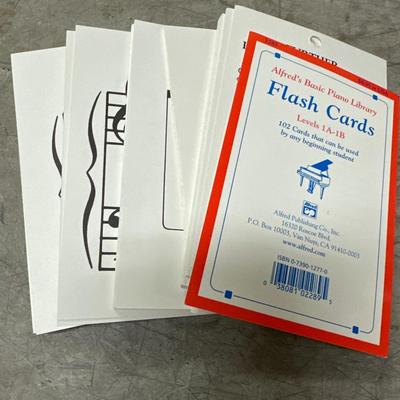 Alfred's Basic Piano Library
Flash Cards
Levels 1A-1B
102 Cards that can be used
by any beginning student
Alfred Publishing Co., Inc.
16320 Roscoe Blvd.
P.O. Box 10003, Van Nuys, CA 91410-0003
www.alfred.com
ISBN 0-7390-1277-0
0 38081 02289 5